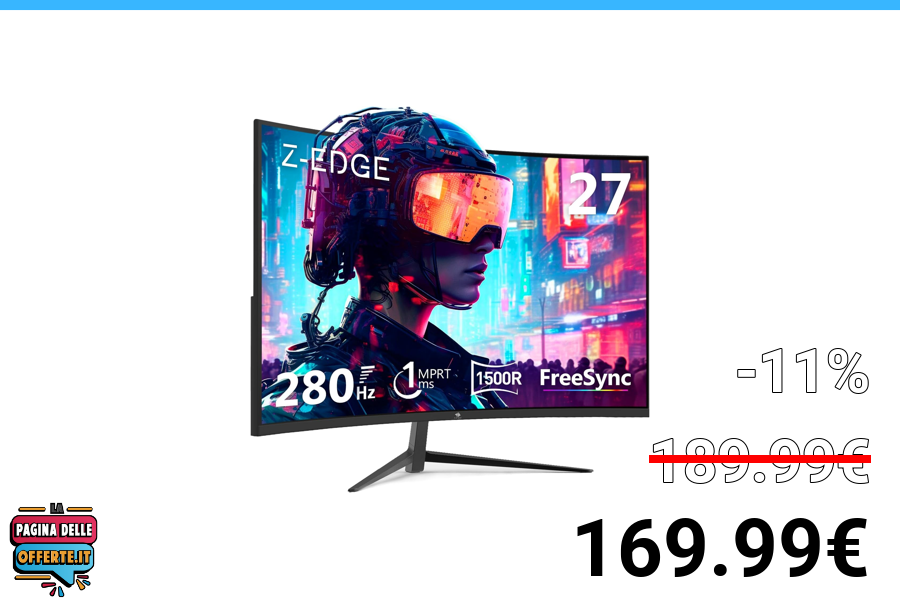 Z-EDGE
27
280Hz
1 MPRT
ms
1500R
FreeSync
-11%
189.99€
169.99€
LA
PAGINA DELLE
OFFERTE.IT